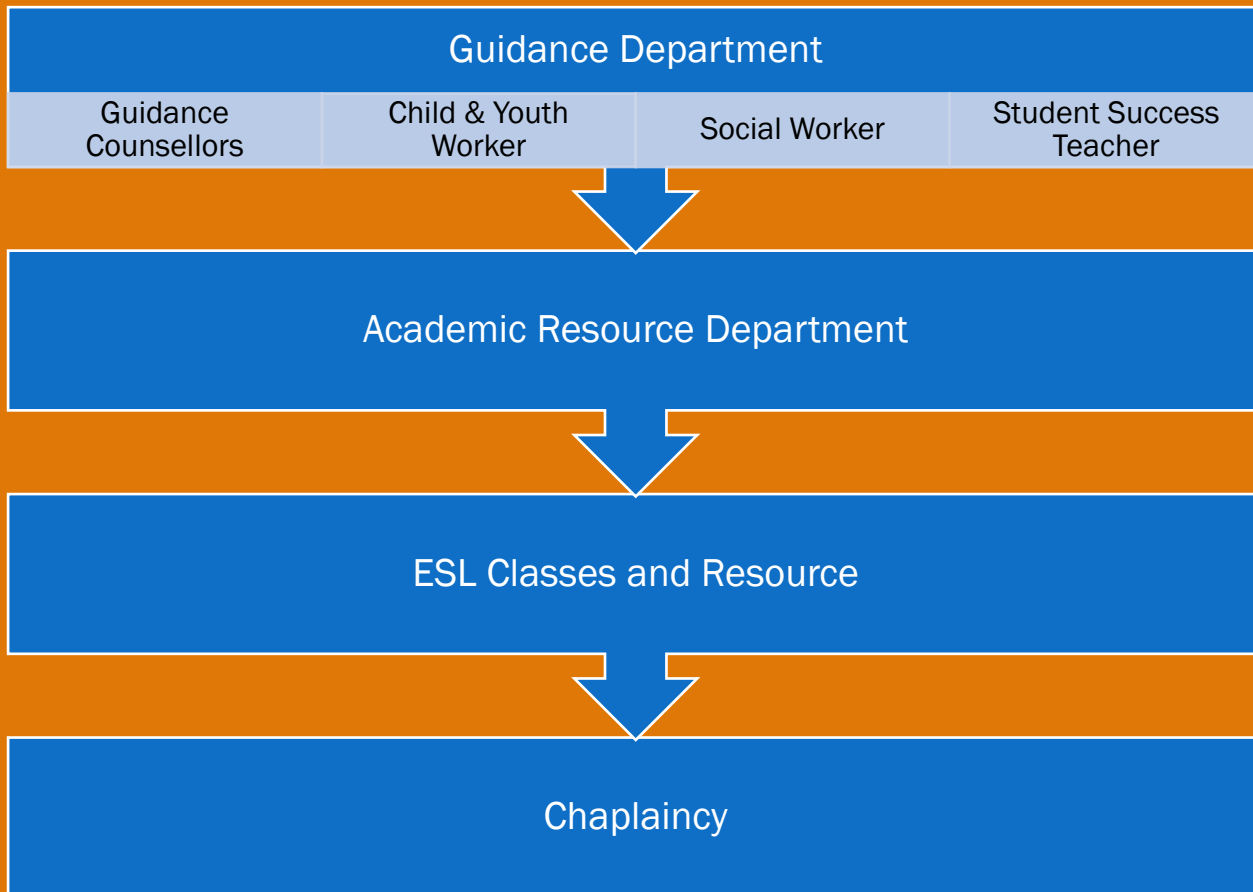 Guidance Department
Guidance
Counsellors
Child & Youth
Worker
Social Worker
Student Success
Teacher
Academic Resource Department
ESL Classes and Resource
Chaplaincy